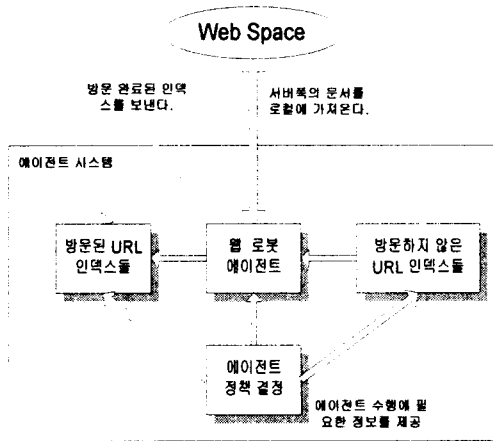 Web Space
방문 완료된 인덱
스를 보낸다.
서버쪽의 문서를
로컬에 가져온다.
에이전트 시스템
방문된 URL
인덱스들
웹 로봇
에이전트
방문하지 않은
URL 인덱스들
에이전트
정책 결정
에이전트 수행에 필
요한 정보를 제공